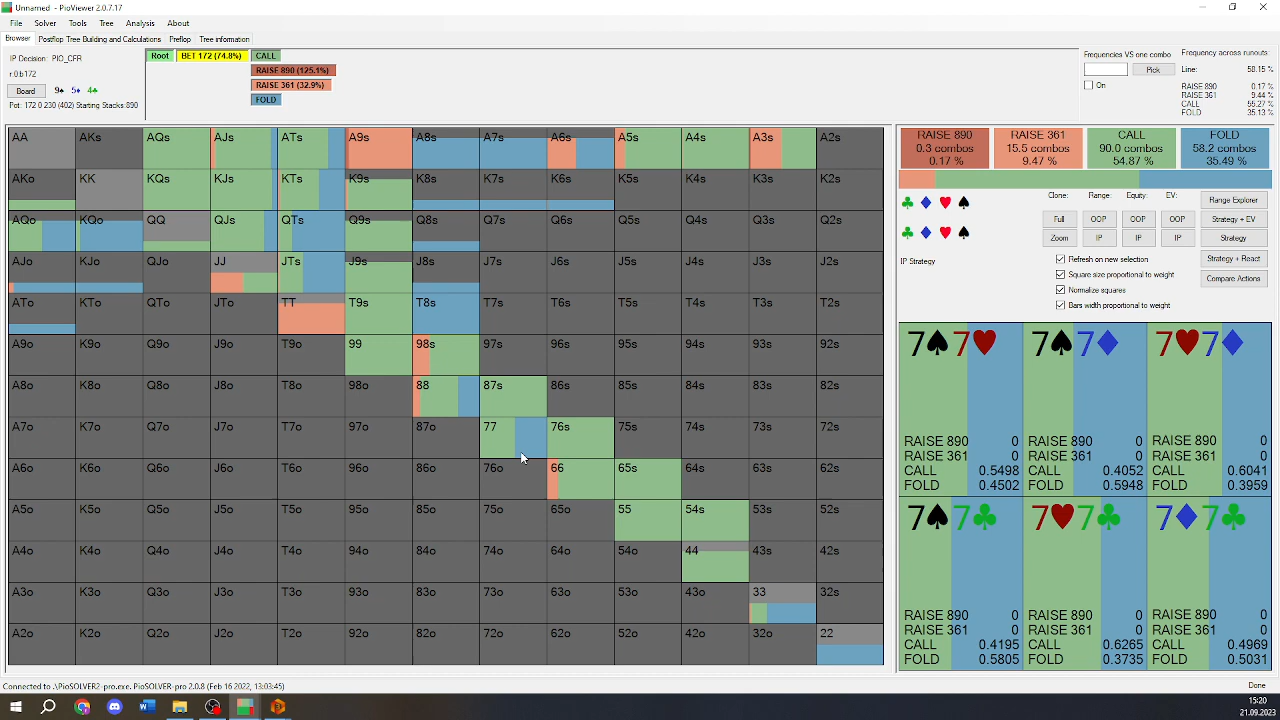 Unnamed - PioViewer 2.0.7.17
File Solver Tools Tree Analysis About
Browser Postflop Tree Building and Calculations Preflop Tree information
IP Decision: PIO_CFR
r:0:b172
Board 9♠ 5♦ 4♣
Pot: 172 0 230 (402) Starting Stacks:890
Root BET 172 (74.8%) CALL
RAISE 890 (125.1%)
RAISE 361 (32.9%)
FOLD
Frequencies VS one combo
Pick
On
Frequency across runouts:
Line: 58.15 %
RAISE 890 0.17 %
RAISE 361 9.44 %
CALL 55.27 %
FOLD 35.13 %
AA AKs AQs AJs ATs A9s A8s A7s A6s A5s A4s A3s A2s
AKo KK KQs KJs KTs K9s K8s K7s K6s K5s K4s K3s K2s
AQo KQo QQ QJs QTs Q9s Q8s Q7s Q6s Q5s Q4s Q3s Q2s
AJo KJo QJo JJ JTs J9s J8s J7s J6s J5s J4s J3s J2s
ATo KTo QTo JTo TT T9s T8s T7s T6s T5s T4s T3s T2s
A9o K9o Q9o J9o T9o 99 98s 97s 96s 95s 94s 93s 92s
A8o K8o Q8o J8o T8o 98o 88 87s 86s 85s 84s 83s 82s
A7o K7o Q7o J7o T7o 97o 87o 77 76s 75s 74s 73s 72s
A6o K6o Q6o J6o T6o 96o 86o 76o 66 65s 64s 63s 62s
A5o K5o Q5o J5o T5o 95o 85o 75o 65o 55 54s 53s 52s
A4o K4o Q4o J4o T4o 94o 84o 74o 64o 54o 44 43s 42s
A3o K3o Q3o J3o T3o 93o 83o 73o 63o 53o 43o 33 32s
A2o K2o Q2o J2o T2o 92o 82o 72o 62o 52o 42o 32o 22
RAISE 890 RAISE 361 CALL FOLD
0.3 combos 15.5 combos 90.0 combos 58.2 combos
0.17 % 9.47 % 54.87 % 35.49 %
♣ ♦ ♥ ♠
♣ ♦ ♥ ♠
IP Strategy
Clone: Range: Equity: EV:
Full OOP OOP OOP
Zoom IP IP IP
Refresh on new selection
Square size proportional to weight
Normalize squares
Bars width proportional to weight
Range Explorer
Strategy + EV
Strategy
Strategy + React
Compare Actions
7♠7♥ 7♠7♦ 7♥7♦
RAISE 890 0 RAISE 890 0 RAISE 890 0
RAISE 361 0 RAISE 361 0 RAISE 361 0
CALL 0.5498 CALL 0.4052 CALL 0.6041
FOLD 0.4502 FOLD 0.5948 FOLD 0.3959
7♠7♣ 7♥7♣ 7♦7♣
RAISE 890 0 RAISE 890 0 RAISE 890 0
RAISE 361 0 RAISE 361 0 RAISE 361 0
CALL 0.4195 CALL 0.6265 CALL 0.4969
FOLD 0.5805 FOLD 0.3735 FOLD 0.5031
Connected to .\PioSOLVER2-pro.exe. PioSOLVER-pro 2.0.8 (Feb 16 2022, 13:03:45)
Done
15:20
21.09.2023